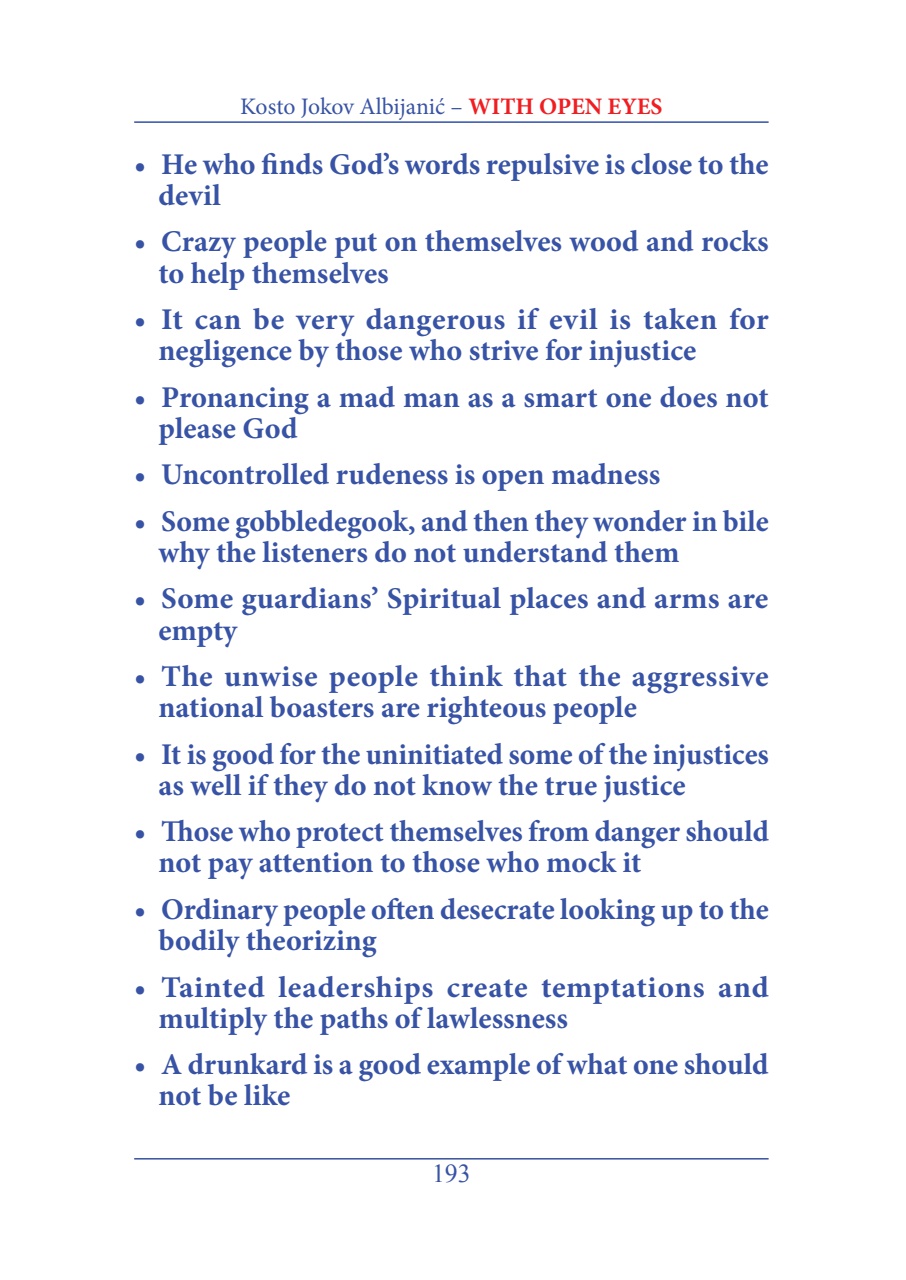 Kosto Jokov Albijanić – WITH OPEN EYES
• He who finds God’s words repulsive is close to the
devil
• Crazy people put on themselves wood and rocks
to help themselves
• It can be very dangerous if evil is taken for
negligence by those who strive for injustice
• Pronancing a mad man as a smart one does not
please God
• Uncontrolled rudeness is open madness
• Some gobbledegook, and then they wonder in bile
why the listeners do not understand them
• Some guardians’ Spiritual places and arms are
empty
• The unwise people think that the aggressive
national boasters are righteous people
• It is good for the uninitiated some of the injustices
as well if they do not know the true justice
• Those who protect themselves from danger should
not pay attention to those who mock it
• Ordinary people often desecrate looking up to the
bodily theorizing
• Tainted leaderships create temptations and
multiply the paths of lawlessness
• A drunkard is a good example of what one should
not be like
193